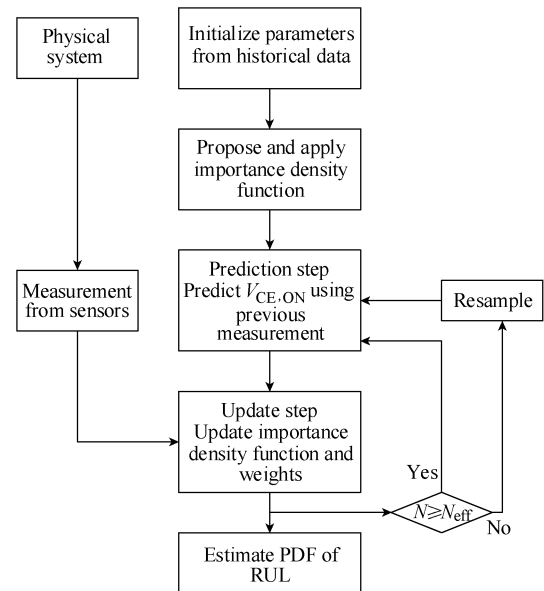 Physical
system
Initialize parameters
from historical data
Propose and apply
importance density
function
Prediction step
Predict V_CE,ON using
previous
measurement
Measurement
from sensors
Resample
Update step
Update importance
density function and
weights
Yes
N⩾N_eff
No
Estimate PDF of
RUL